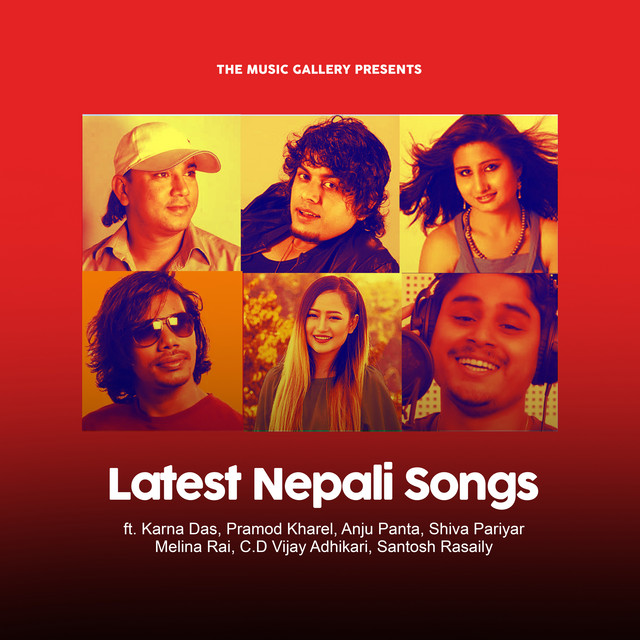 THE MUSIC GALLERY PRESENTS
Latest Nepali Songs
ft. Karna Das, Pramod Kharel, Anju Panta, Shiva Pariyar
Melina Rai, C.D Vijay Adhikari, Santosh Rasaily